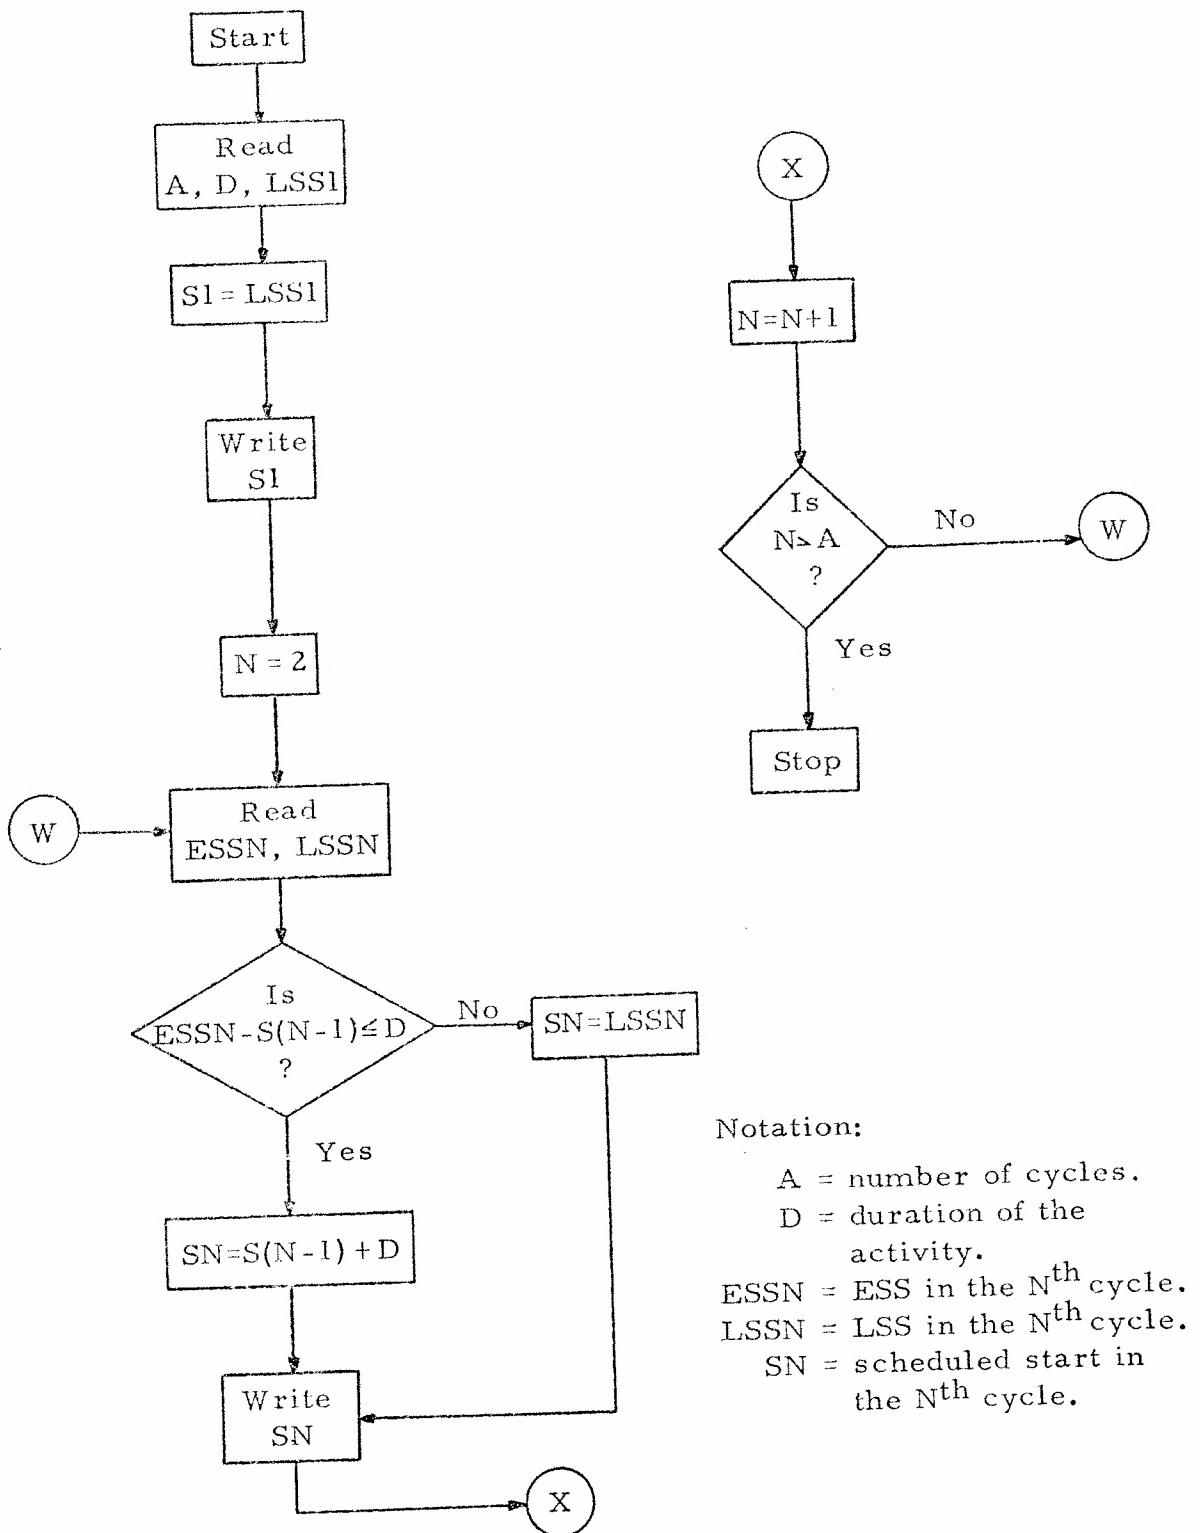 Start
Read
A, D, LSS1
S1 = LSS1
Write
S1
N = 2
W
Read
ESSN, LSSN
Is
ESSN-S(N-1)≤D
?
No
SN=LSSN
Yes
SN=S(N-1)+D
Write
SN
X
X
N=N+1
Is
N>A
?
No
W
Yes
Stop
Notation:
A = number of cycles.
D = duration of the
activity.
ESSN = ESS in the Nth cycle.
LSSN = LSS in the Nth cycle.
SN = scheduled start in
the Nth cycle.